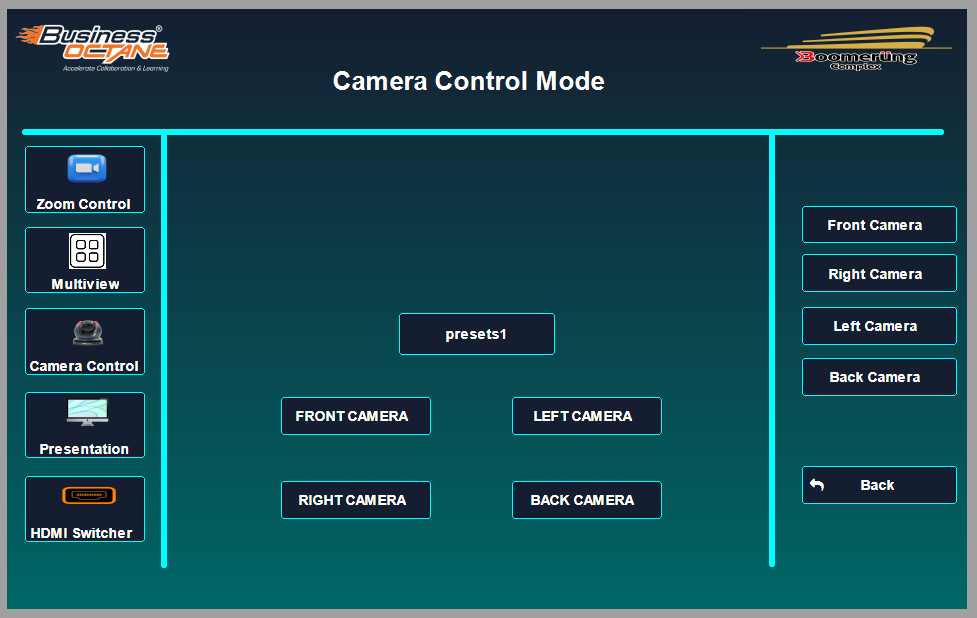 Business®
OCTANE
Accelerate Collaboration & Learning
Boomerling
Complex
Camera Control Mode
Zoom Control
Multiview
Camera Control
Presentation
HDMI Switcher
presets1
FRONT CAMERA
LEFT CAMERA
RIGHT CAMERA
BACK CAMERA
Front Camera
Right Camera
Left Camera
Back Camera
Back